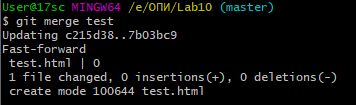 User@17sc MINGW64 /e/ОПИ/Lab10 (master)
$ git merge test
Updating c215d38..7b03bc9
Fast-forward
 test.html | 0
 1 file changed, 0 insertions(+), 0 deletions(-)
 create mode 100644 test.html